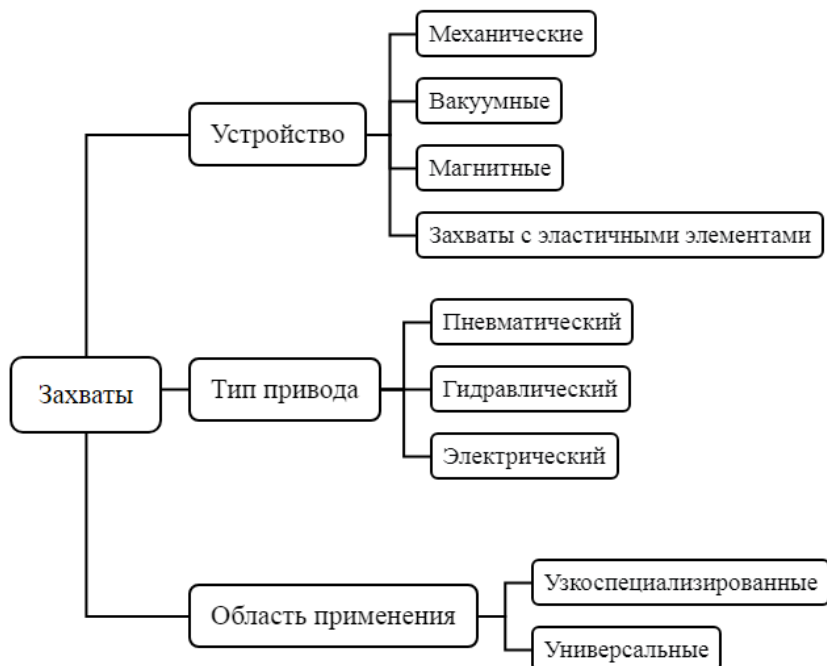 Захваты
Устройство
Механические
Вакуумные
Магнитные
Захваты с эластичными элементами
Тип привода
Пневматический
Гидравлический
Электрический
Область применения
Узкоспециализированные
Универсальные